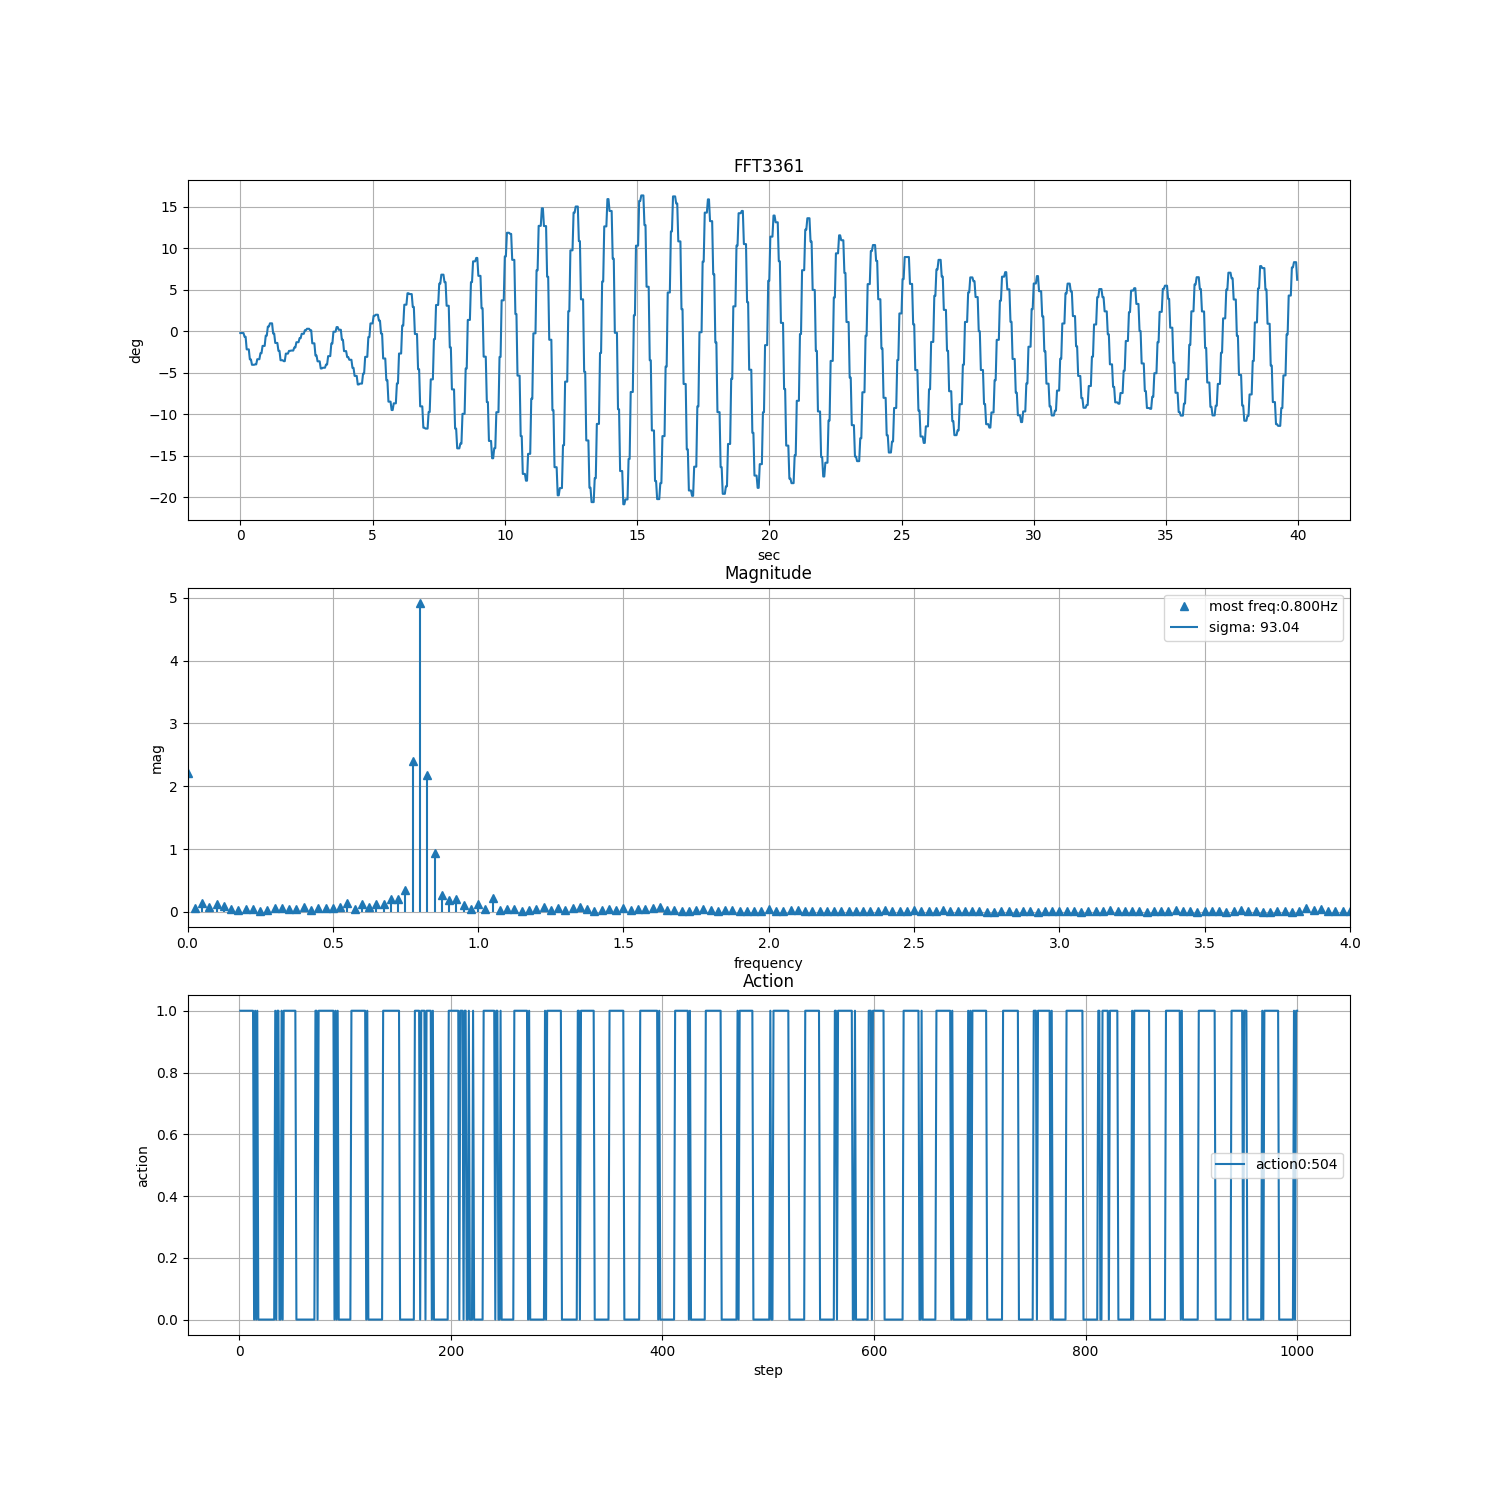 FFT3361
deg
15
10
5
0
−5
−10
−15
−20
0 5 10 15 20 25 30 35 40
sec
Magnitude
mag
5
4
3
2
1
0
most freq:0.800Hz
sigma: 93.04
0.0 0.5 1.0 1.5 2.0 2.5 3.0 3.5 4.0
frequency
Action
action
1.0
0.8
0.6
0.4
0.2
0.0
action0:504
0 200 400 600 800 1000
step